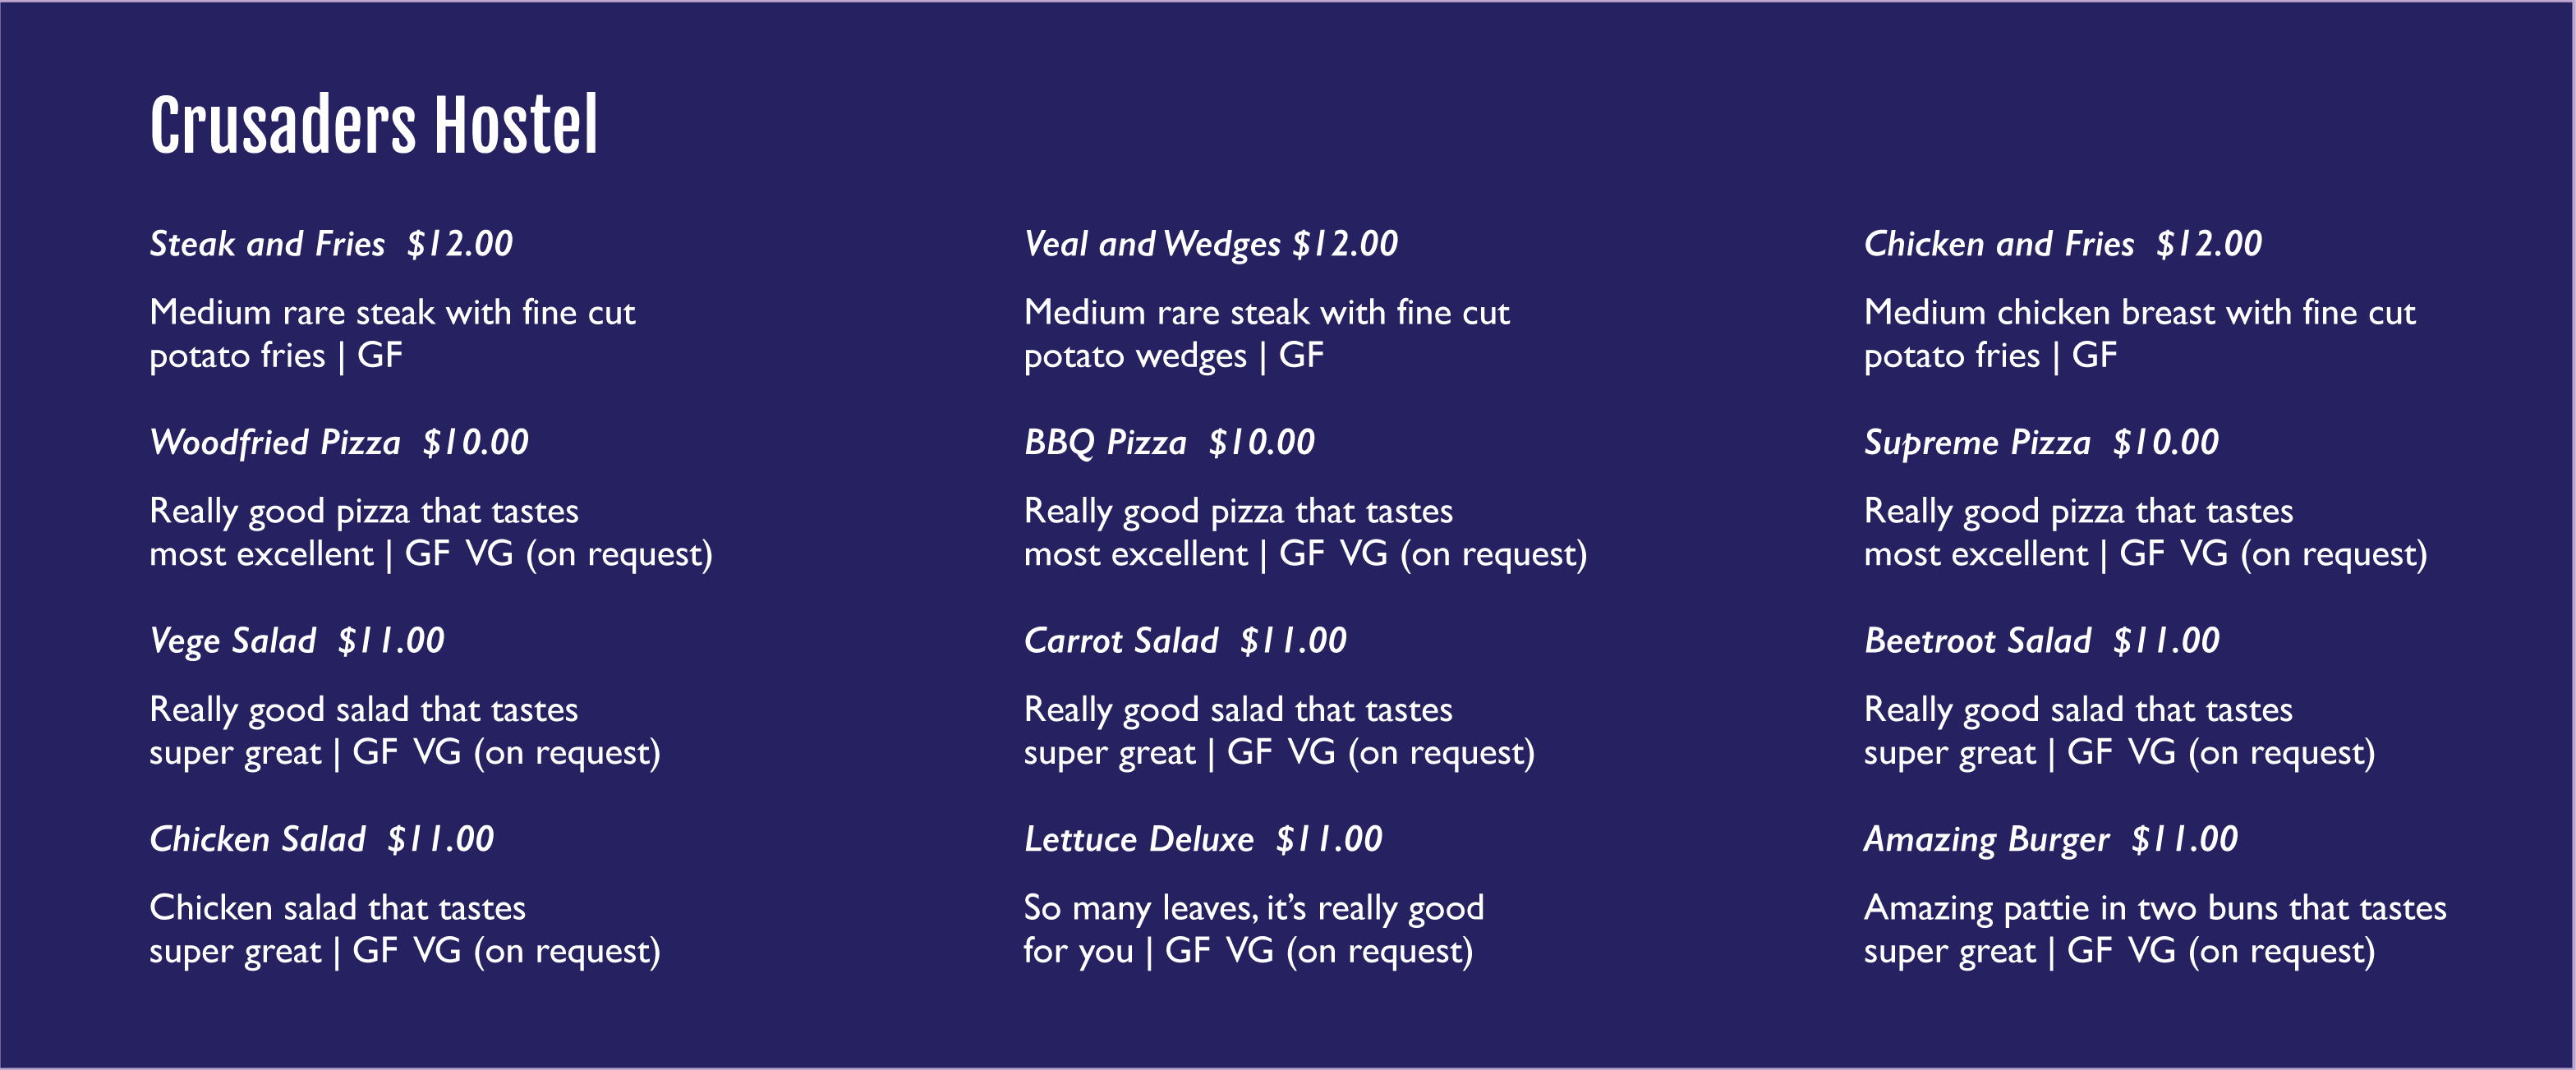 Crusaders Hostel
Steak and Fries  $12.00
Medium rare steak with fine cut
potato fries | GF
Woodfried Pizza  $10.00
Really good pizza that tastes
most excellent | GF VG (on request)
Vege Salad  $11.00
Really good salad that tastes
super great | GF VG (on request)
Chicken Salad  $11.00
Chicken salad that tastes
super great | GF VG (on request)
Veal and Wedges $12.00
Medium rare steak with fine cut
potato wedges | GF
BBQ Pizza  $10.00
Really good pizza that tastes
most excellent | GF VG (on request)
Carrot Salad  $11.00
Really good salad that tastes
super great | GF VG (on request)
Lettuce Deluxe  $11.00
So many leaves, it’s really good
for you | GF VG (on request)
Chicken and Fries  $12.00
Medium chicken breast with fine cut
potato fries | GF
Supreme Pizza  $10.00
Really good pizza that tastes
most excellent | GF VG (on request)
Beetroot Salad  $11.00
Really good salad that tastes
super great | GF VG (on request)
Amazing Burger  $11.00
Amazing pattie in two buns that tastes
super great | GF VG (on request)